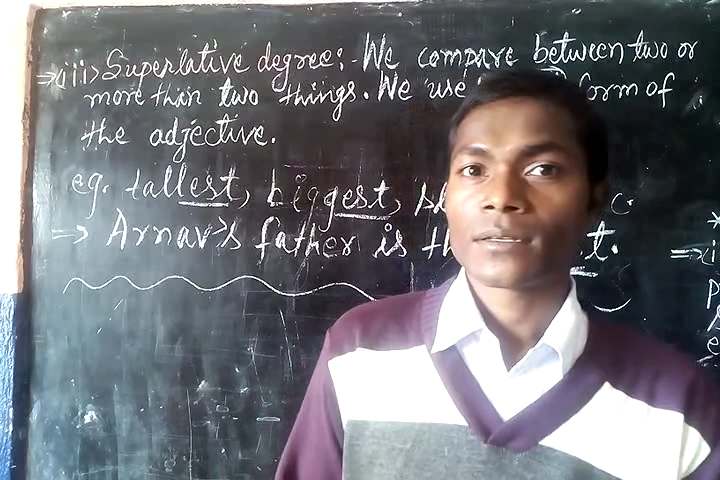 ⇒(iii)> Superlative degree:- We compare between two or
more than two things. We use form of
the adjective.
eg. tallest, biggest,
⇒ Arnav's father is